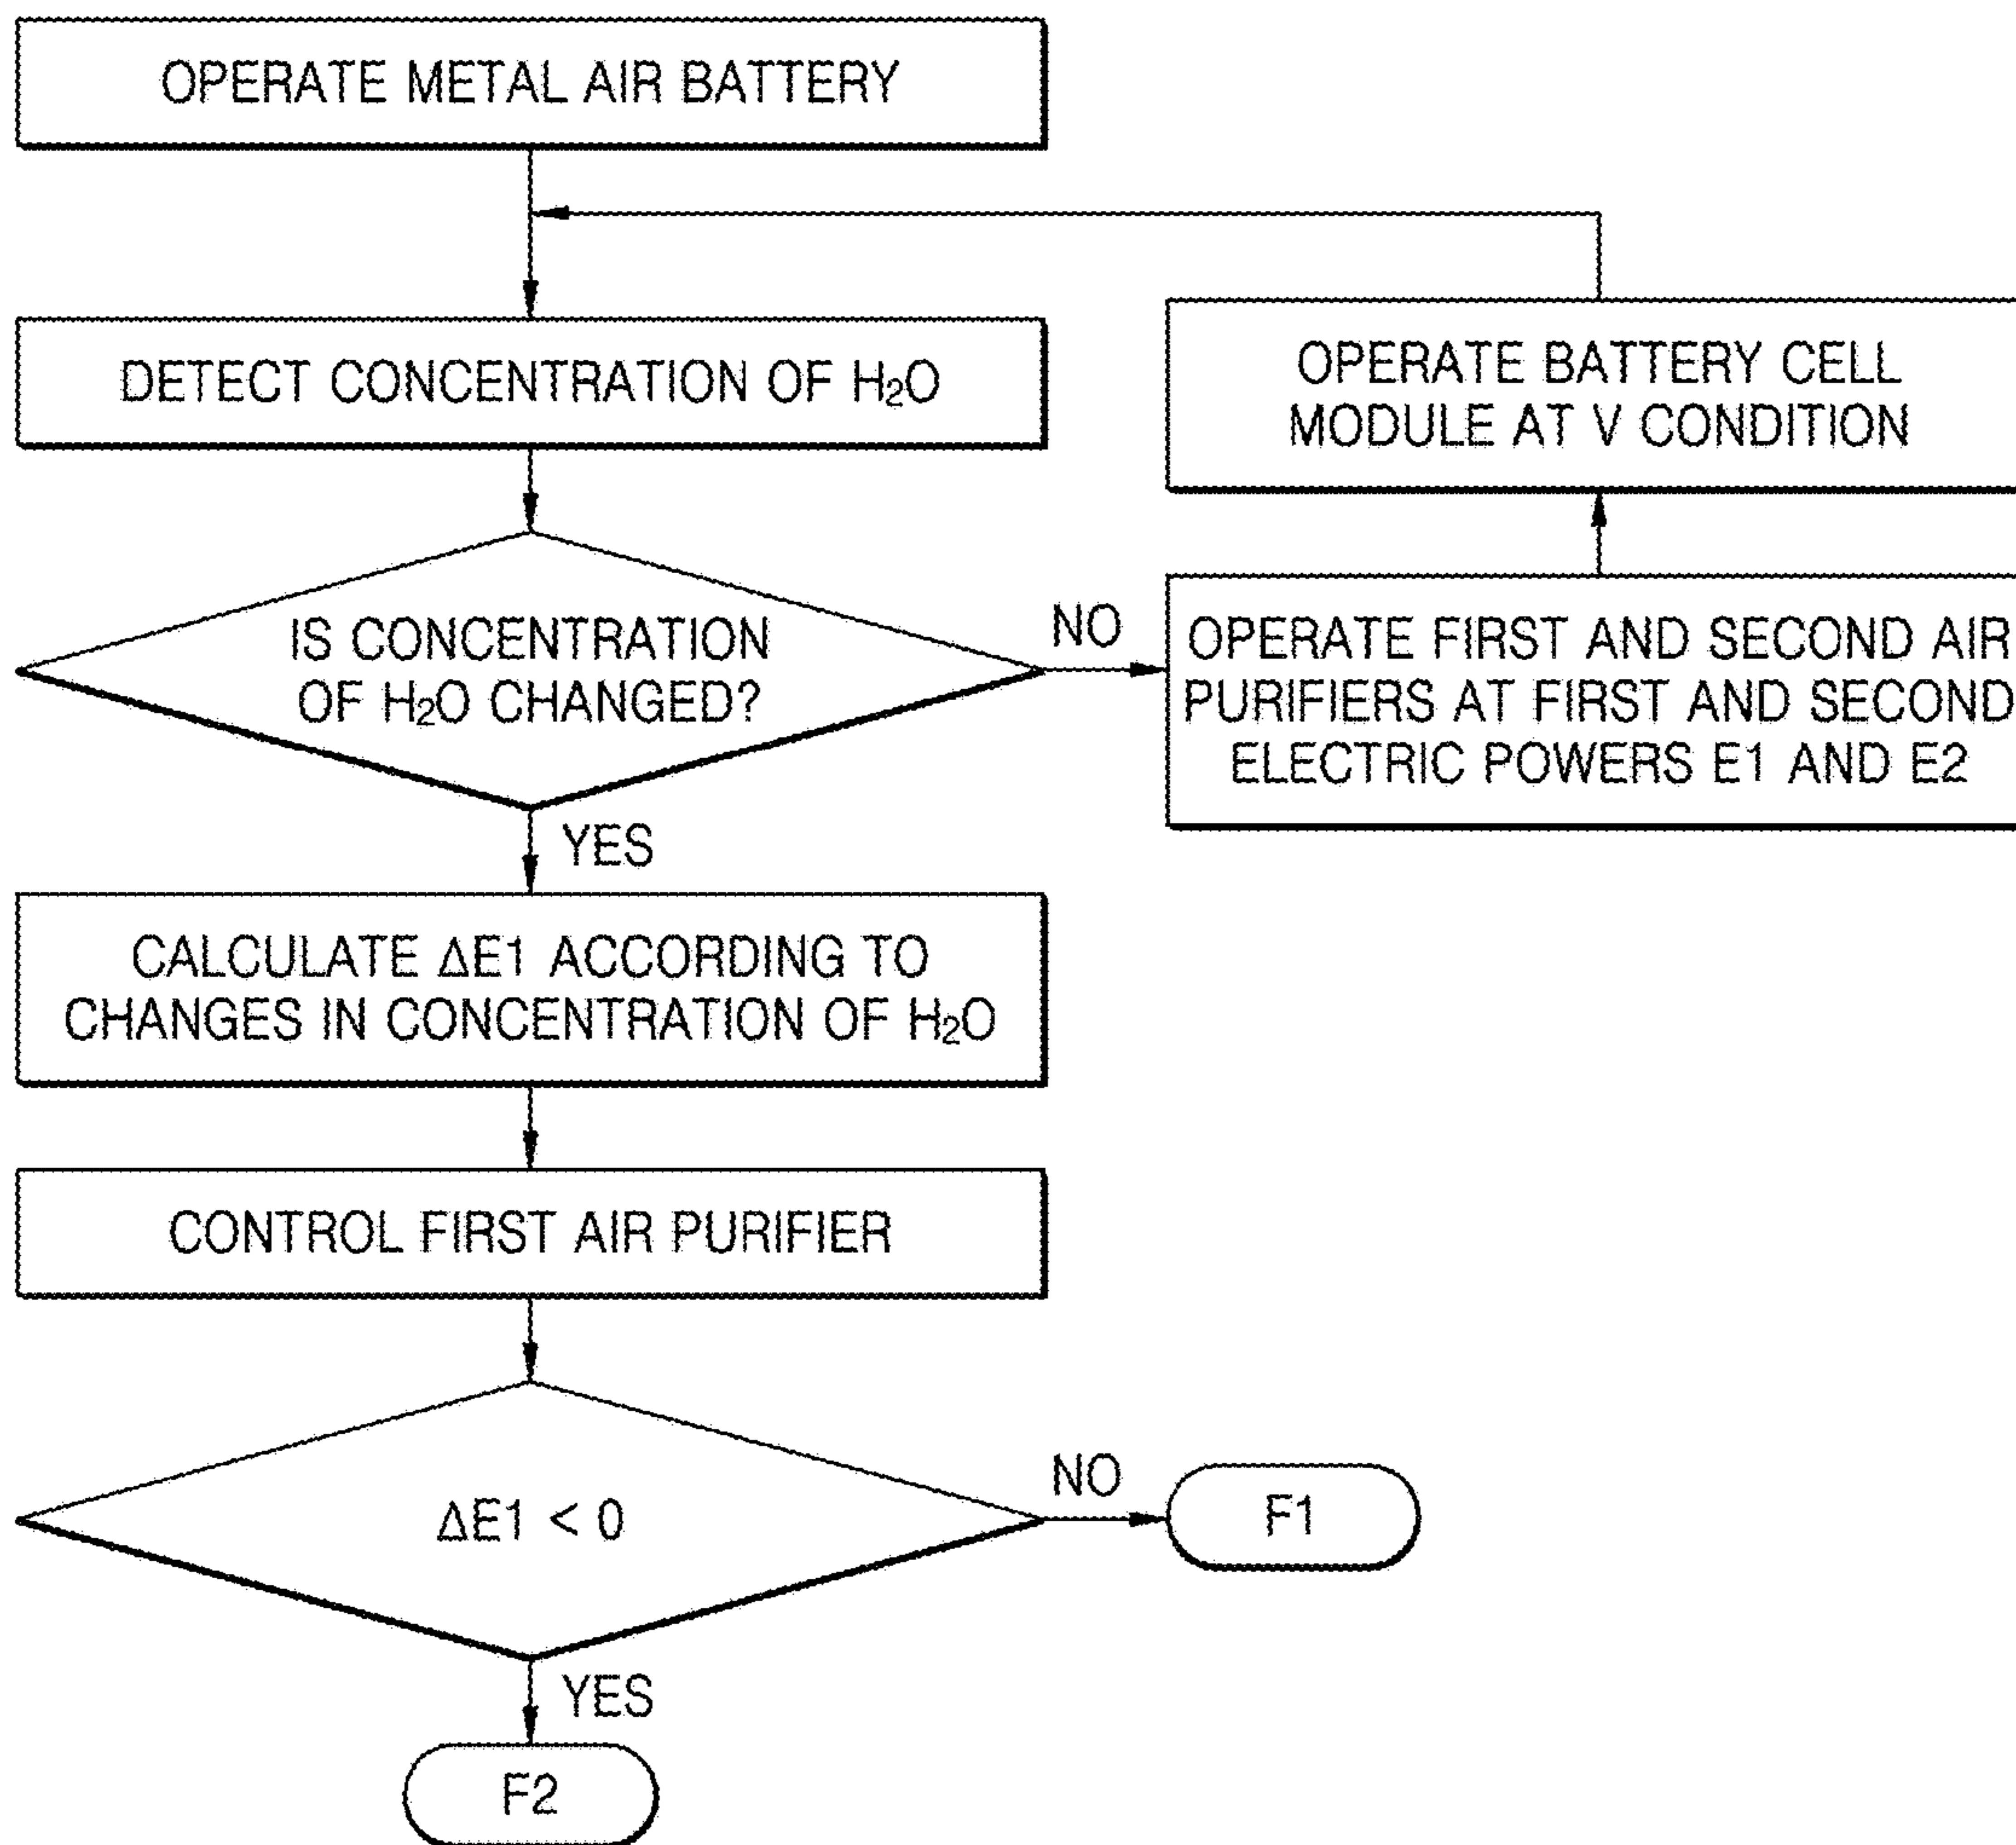 OPERATE METAL AIR BATTERY
DETECT CONCENTRATION OF H₂O
OPERATE BATTERY CELL
MODULE AT V CONDITION
IS CONCENTRATION
OF H₂O CHANGED?
NO
OPERATE FIRST AND SECOND AIR
PURIFIERS AT FIRST AND SECOND
ELECTRIC POWERS E1 AND E2
YES
CALCULATE ΔE1 ACCORDING TO
CHANGES IN CONCENTRATION OF H₂O
CONTROL FIRST AIR PURIFIER
ΔE1 < 0
NO
F1
YES
F2